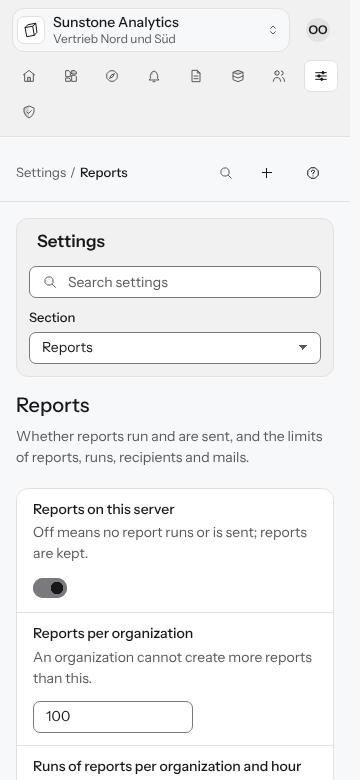 Sunstone Analytics
Vertrieb Nord und Süd
OO
Settings / Reports
Settings
Search settings
Section
Reports
Reports
Whether reports run and are sent, and the limits
of reports, runs, recipients and mails.
Reports on this server
Off means no report runs or is sent; reports
are kept.
Reports per organization
An organization cannot create more reports
than this.
100
Runs of reports per organization and hour